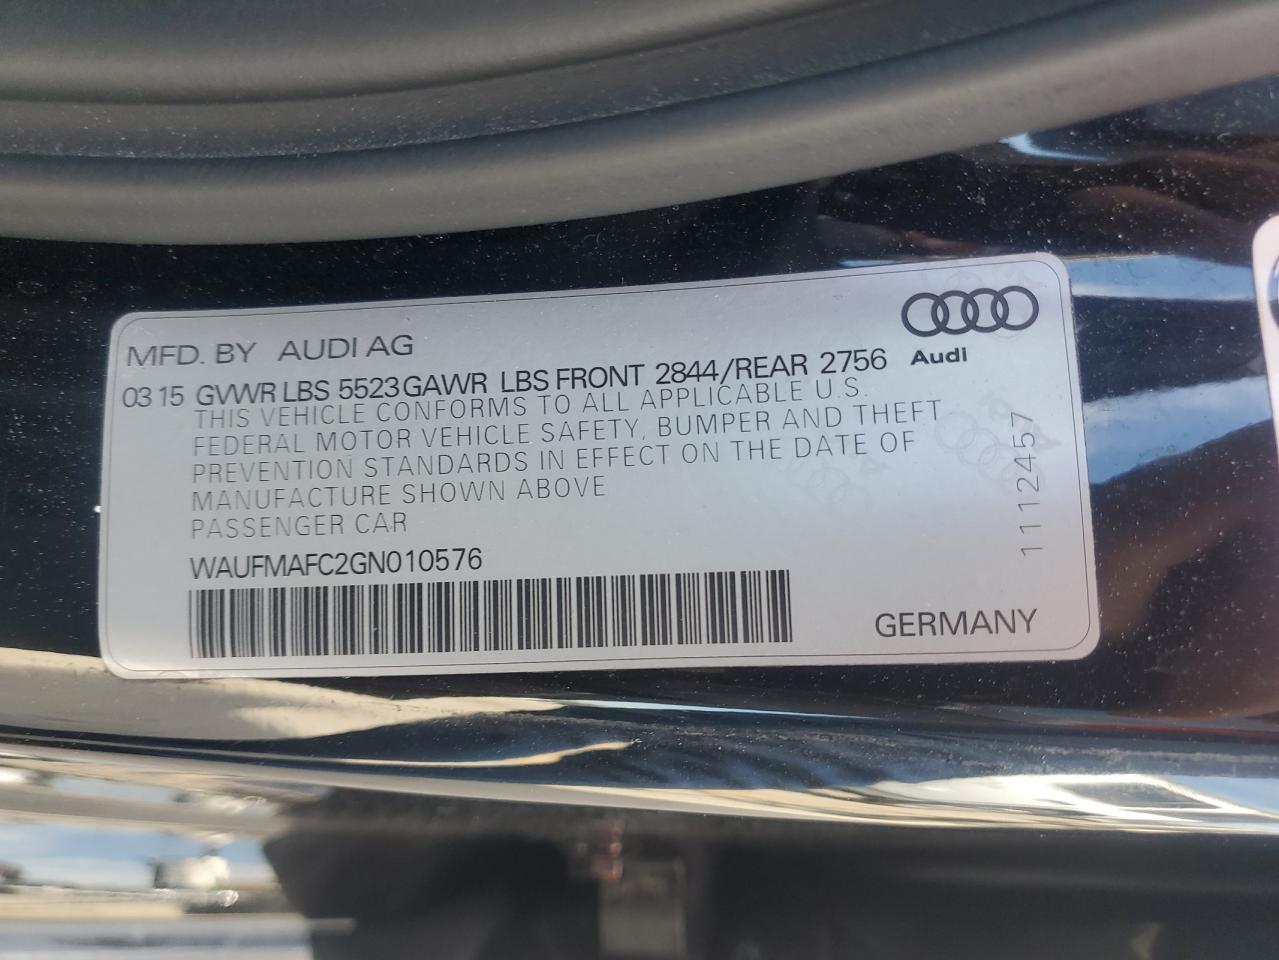 MFD. BY AUDI AG
Audi
03 15 GVWR LBS 5523 GAWR LBS FRONT 2844/REAR 2756
THIS VEHICLE CONFORMS TO ALL APPLICABLE U.S.
FEDERAL MOTOR VEHICLE SAFETY, BUMPER AND THEFT
PREVENTION STANDARDS IN EFFECT ON THE DATE OF
MANUFACTURE SHOWN ABOVE
PASSENGER CAR
WAUFMAFC2GN010576
GERMANY
1112457